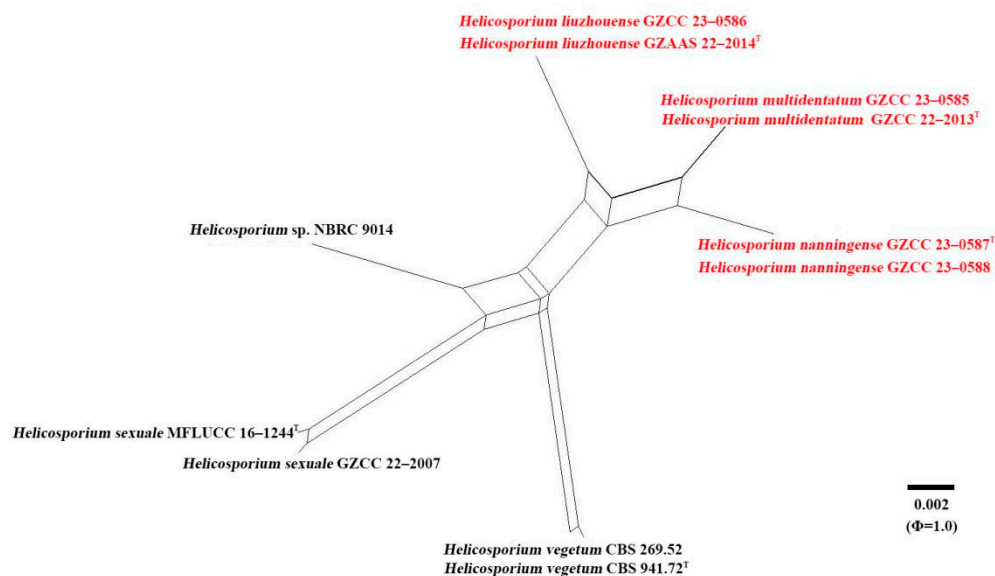 Helicosporium liuzhouense GZCC 23–0586
Helicosporium liuzhouense GZAAS 22–2014ᵀ
Helicosporium multidentatum GZCC 23–0585
Helicosporium multidentatum GZCC 22–2013ᵀ
Helicosporium sp. NBRC 9014
Helicosporium nanningense GZCC 23–0587ᵀ
Helicosporium nanningense GZCC 23–0588
Helicosporium sexuale MFLUCC 16–1244ᵀ
Helicosporium sexuale GZCC 22–2007
0.002
(Φ=1.0)
Helicosporium vegetum CBS 269.52
Helicosporium vegetum CBS 941.72ᵀ